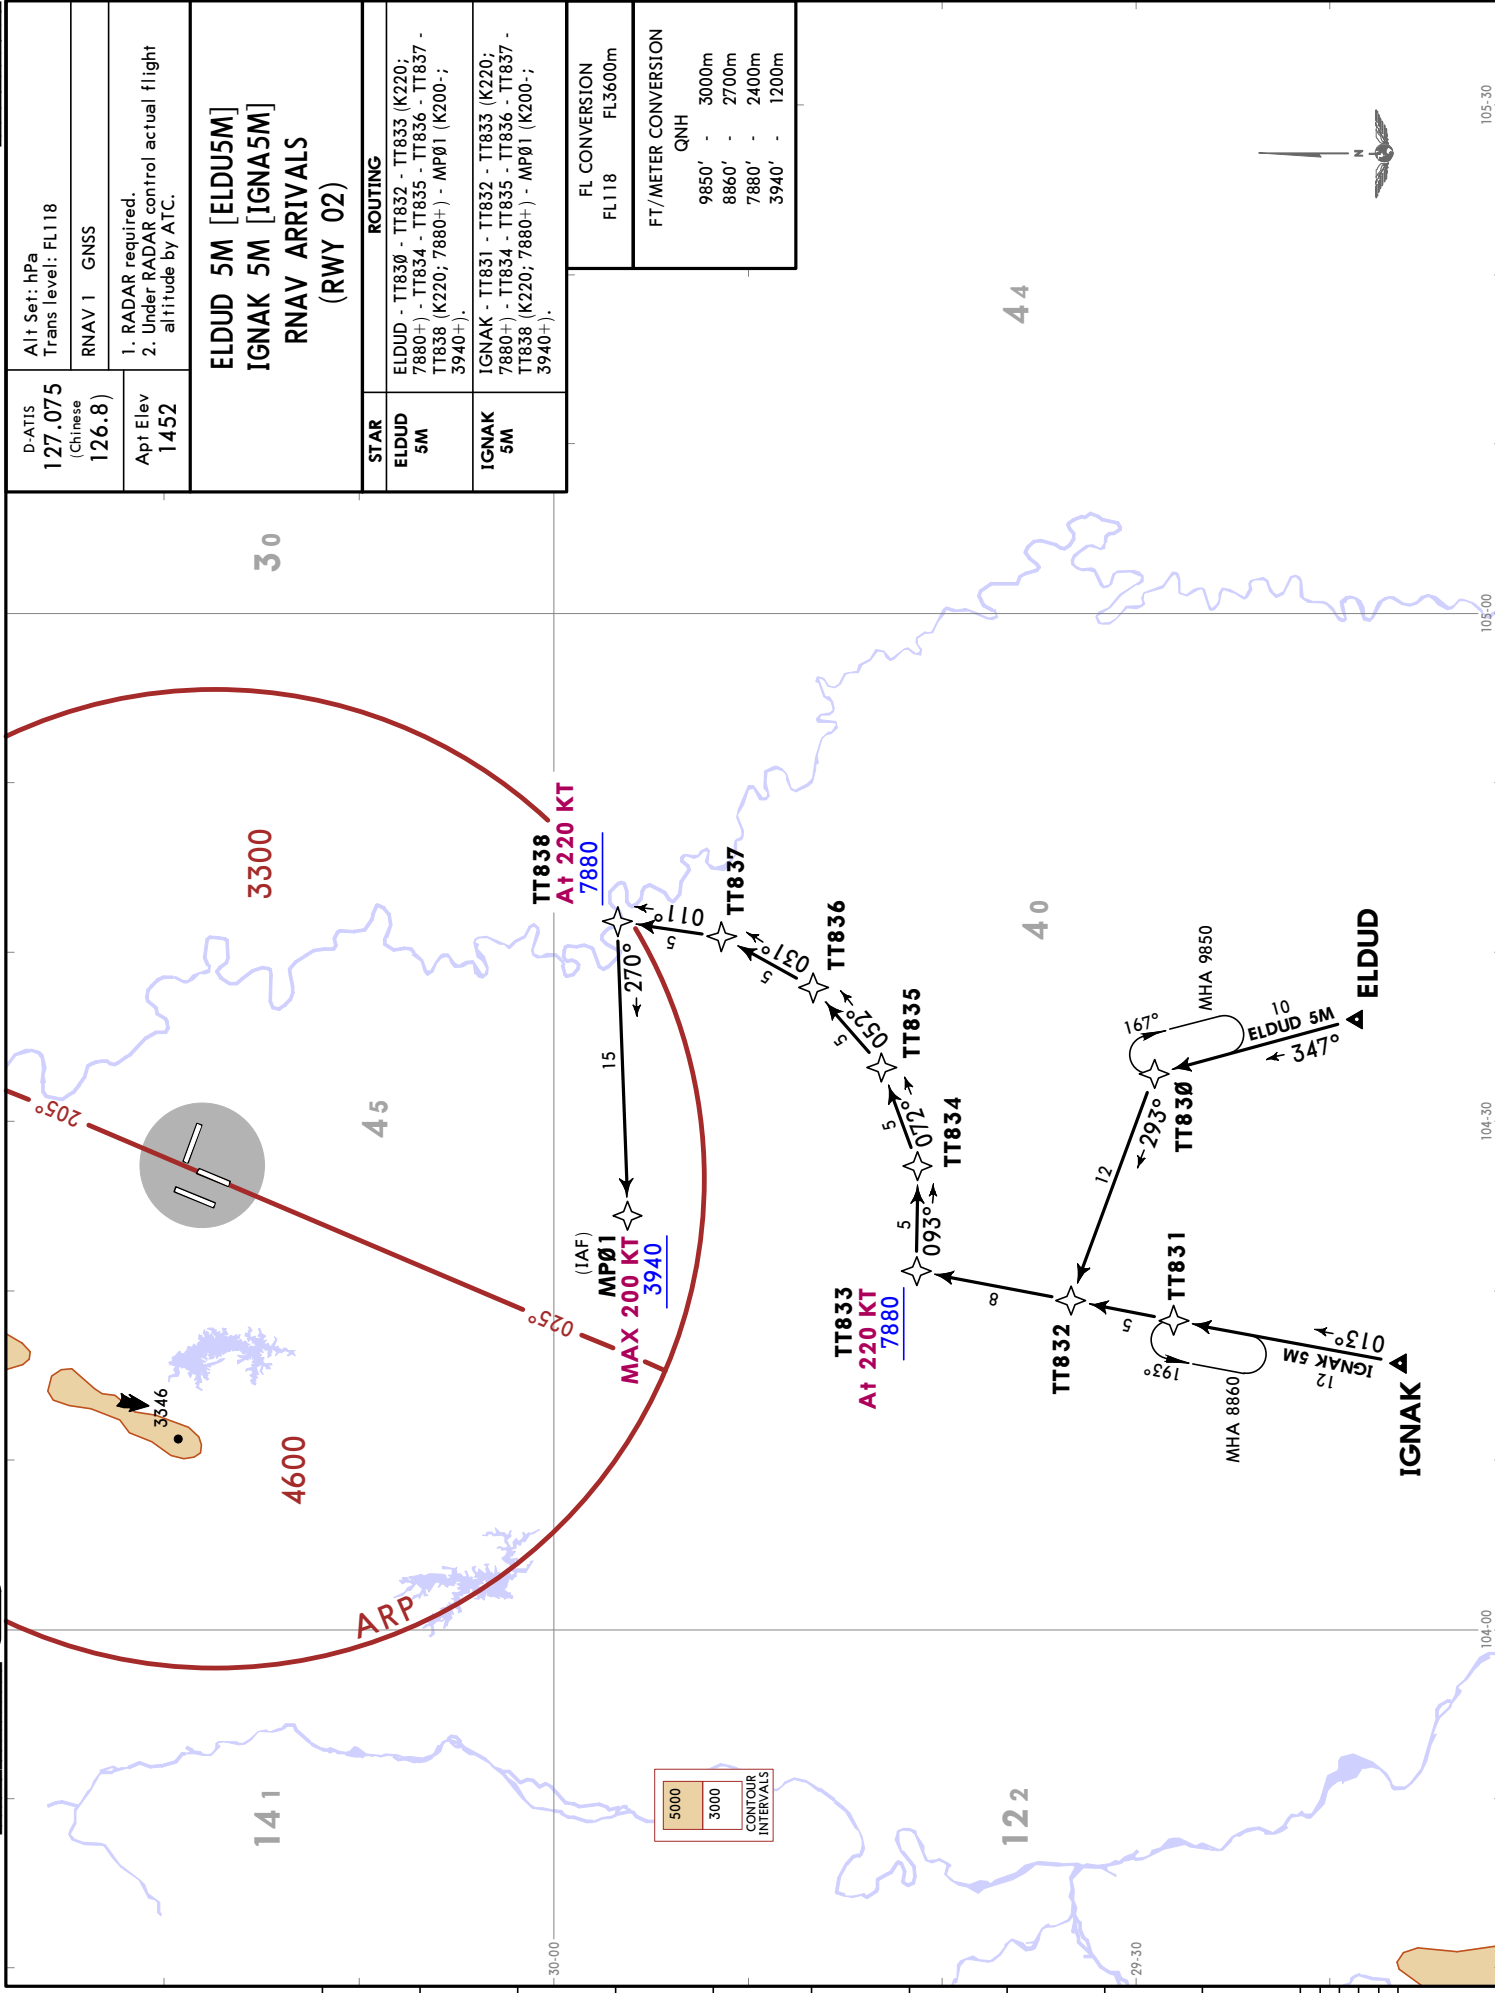 D-ATIS
127.075
(Chinese
126.8)
Alt Set: hPa
Trans level: FL118
RNAV 1 GNSS
Apt Elev
1452
1. RADAR required.
2. Under RADAR control actual flight
altitude by ATC.
ELDUD 5M [ELDU5M]
IGNAK 5M [IGNA5M]
RNAV ARRIVALS
(RWY 02)
STAR
ROUTING
ELDUD
5M
ELDUD - TT83Ø - TT832 - TT833 (K220;
7880+) - TT834 - TT835 - TT836 - TT837 -
TT838 (K220; 7880+) - MPØ1 (K200-;
3940+).
IGNAK
5M
IGNAK - TT831 - TT832 - TT833 (K220;
7880+) - TT834 - TT835 - TT836 - TT837 -
TT838 (K220; 7880+) - MPØ1 (K200-;
3940+).
FL CONVERSION
FL118 FL3600m
FT/METER CONVERSION
QNH
9850' - 3000m
8860' - 2700m
7880' - 2400m
3940' - 1200m
30
3300
205°
45
025°
3346
4600
ARP
141
30-00
TT838
At 220 KT
7880
270°
15
(IAF)
MPØ1
MAX 200 KT
3940
5
011°
TT837
5
031°
TT836
5
052°
TT835
5
072°
TT834
5
093°
TT833
At 220 KT
7880
8
TT832
12
293°
TT83Ø
167°
MHA 9850
10
ELDUD 5M
347°
ELDUD
5
TT831
193°
MHA 8860
12
IGNAK 5M
013°
IGNAK
44
40
122
5000
3000
CONTOUR
INTERVALS
N
29-30
105-30
105-00
104-30
104-00